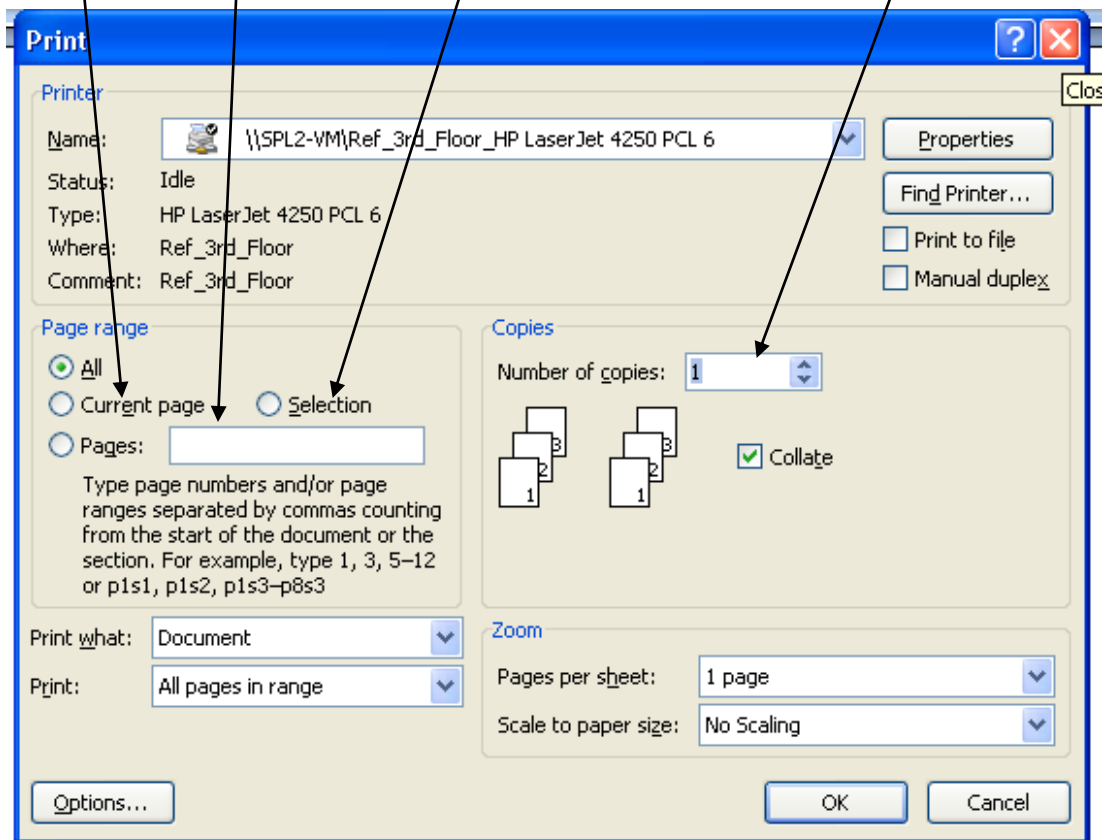 Print
Clos
Printer
Name: \\SPL2-VM\Ref_3rd_Floor_HP LaserJet 4250 PCL 6
Properties
Status: Idle
Find Printer...
Type: HP LaserJet 4250 PCL 6
Where: Ref_3rd_Floor
Print to file
Comment: Ref_3rd_Floor
Manual duplex
Page range
All
Current page Selection
Pages:
Type page numbers and/or page
ranges separated by commas counting
from the start of the document or the
section. For example, type 1, 3, 5–12
or p1s1, p1s2, p1s3–p8s3
Copies
Number of copies: 1
3 3
2 2
1 1
Collate
Print what: Document
Print: All pages in range
Zoom
Pages per sheet: 1 page
Scale to paper size: No Scaling
Options... OK Cancel